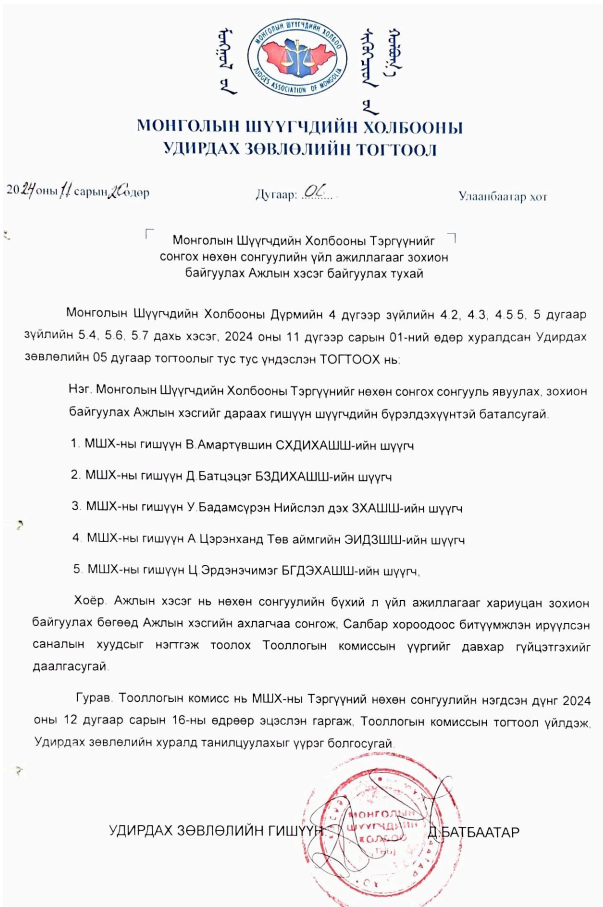 МОНГОЛЫН ШҮҮГЧДИЙН ХОЛБОО
JUDGES ASSOCIATION OF MONGOLIA
МОНГОЛЫН ШҮҮГЧДИЙН ХОЛБООНЫ
УДИРДАХ ЗӨВЛӨЛИЙН ТОГТООЛ
2024 оны 11 сарын 26 өдөр Дугаар: 06 Улаанбаатар хот
Монголын Шүүгчдийн Холбооны Тэргүүнийг
сонгох нөхөн сонгуулийн үйл ажиллагааг зохион
байгуулах Ажлын хэсэг байгуулах тухай
Монголын Шүүгчдийн Холбооны Дүрмийн 4 дүгээр зүйлийн 4.2, 4.3, 4.5.5, 5 дугаар
зүйлийн 5.4, 5.6, 5.7 дахь хэсэг, 2024 оны 11 дүгээр сарын 01-ний өдөр хуралдсан Удирдах
зөвлөлийн 05 дугаар тогтоолыг тус тус үндэслэн ТОГТООХ нь:
Нэг. Монголын Шүүгчдийн Холбооны Тэргүүнийг нөхөн сонгох сонгууль явуулах, зохион
байгуулах Ажлын хэсгийг дараах гишүүн шүүгчдийн бүрэлдэхүүнтэй баталсугай.
1. МШХ-ны гишүүн В.Амартүвшин СХДИХАШШ-ийн шүүгч
2. МШХ-ны гишүүн Д.Батцэцэг БЗДИХАШШ-ийн шүүгч
3. МШХ-ны гишүүн У.Бадамсүрэн Нийслэл дэх ЗХАШШ-ийн шүүгч
4. МШХ-ны гишүүн А.Цэрэнханд Төв аймгийн ЭИДЗШШ-ийн шүүгч
5. МШХ-ны гишүүн Ц.Эрдэнэчимэг БГДЭХАШШ-ийн шүүгч,
Хоёр. Ажлын хэсэг нь нөхөн сонгуулийн бүхий л үйл ажиллагааг хариуцан зохион
байгуулах бөгөөд Ажлын хэсгийн ахлагчаа сонгож, Салбар хороодоос битүүмжлэн ирүүлсэн
саналын хуудсыг нэгтгэж тоолох Тооллогын комиссын үүргийг давхар гүйцэтгэхийг
даалгасугай.
Гурав. Тооллогын комисс нь МШХ-ны Тэргүүний нөхөн сонгуулийн нэгдсэн дүнг 2024
оны 12 дугаар сарын 16-ны өдрөөр эцэслэн гаргаж, Тооллогын комиссын тогтоол үйлдэж,
Удирдах зөвлөлийн хуралд танилцуулахыг үүрэг болгосугай.
УДИРДАХ ЗӨВЛӨЛИЙН ГИШҮҮН Д.БАТБААТАР
МОНГОЛЫН
ШҮҮГЧДИЙН
ХОЛБОО